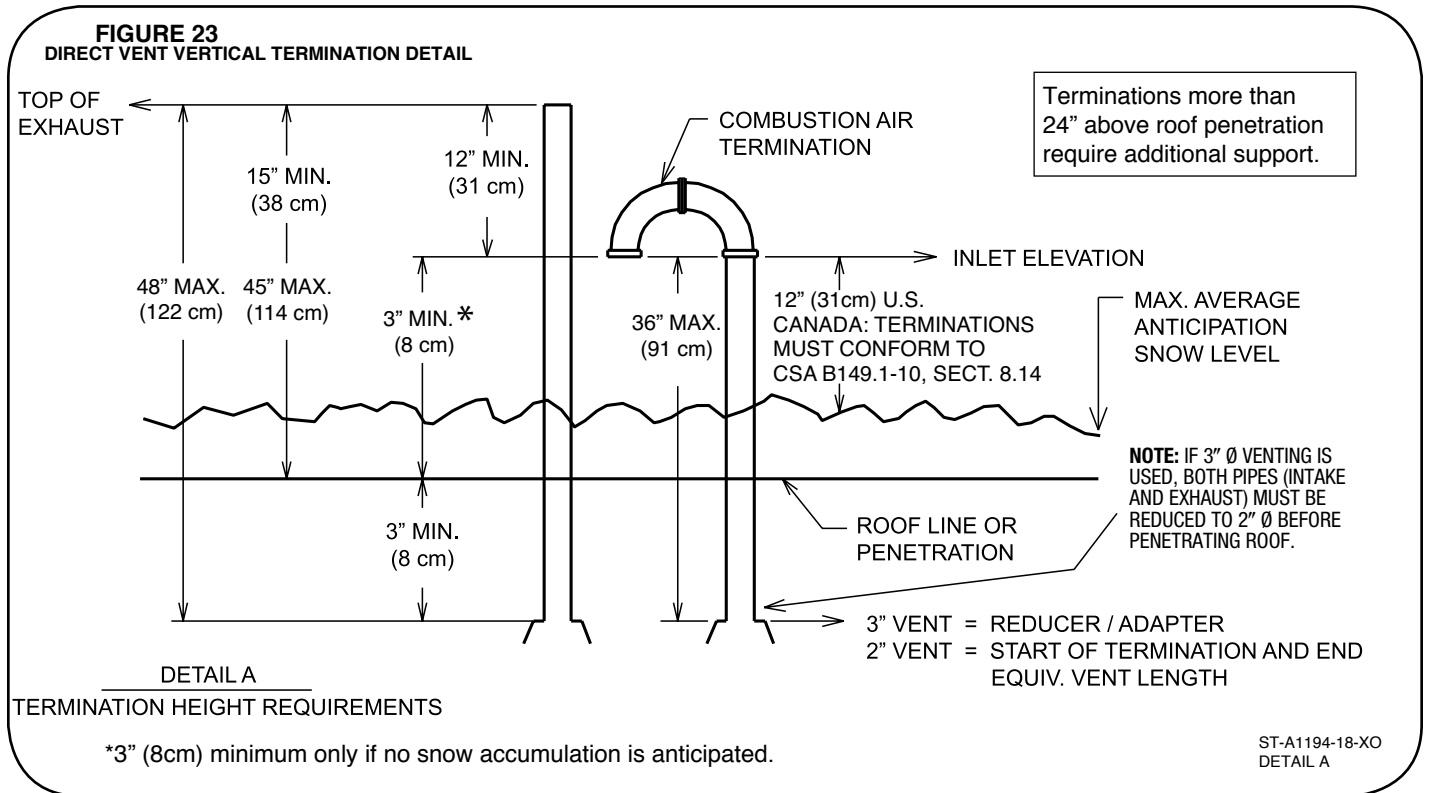 FIGURE 23
DIRECT VENT VERTICAL TERMINATION DETAIL
TOP OF
EXHAUST
15” MIN.
(38 cm)
12” MIN.
(31 cm)
COMBUSTION AIR
TERMINATION
Terminations more than
24” above roof penetration
require additional support.
48” MAX.
(122 cm)
45” MAX.
(114 cm)
3” MIN. *
(8 cm)
36” MAX.
(91 cm)
INLET ELEVATION
12” (31cm) U.S.
CANADA: TERMINATIONS
MUST CONFORM TO
CSA B149.1-10, SECT. 8.14
MAX. AVERAGE
ANTICIPATION
SNOW LEVEL
3” MIN.
(8 cm)
ROOF LINE OR
PENETRATION
NOTE: IF 3” Ø VENTING IS
USED, BOTH PIPES (INTAKE
AND EXHAUST) MUST BE
REDUCED TO 2” Ø BEFORE
PENETRATING ROOF.
3” VENT = REDUCER / ADAPTER
2” VENT = START OF TERMINATION AND END
EQUIV. VENT LENGTH
DETAIL A
TERMINATION HEIGHT REQUIREMENTS
*3” (8cm) minimum only if no snow accumulation is anticipated.
ST-A1194-18-XO
DETAIL A